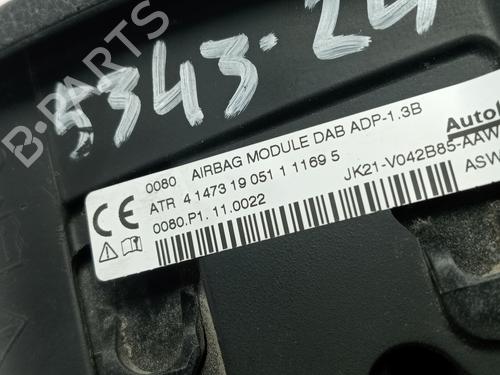 B-PARTS
4343-24
0080 AIRBAG MODULE DAB ADP-1.3B
ATR 4 1473 19 051 1 1169 5
0080.P1. 11.0022
JK21-V042B85-AAW
ASW
CE